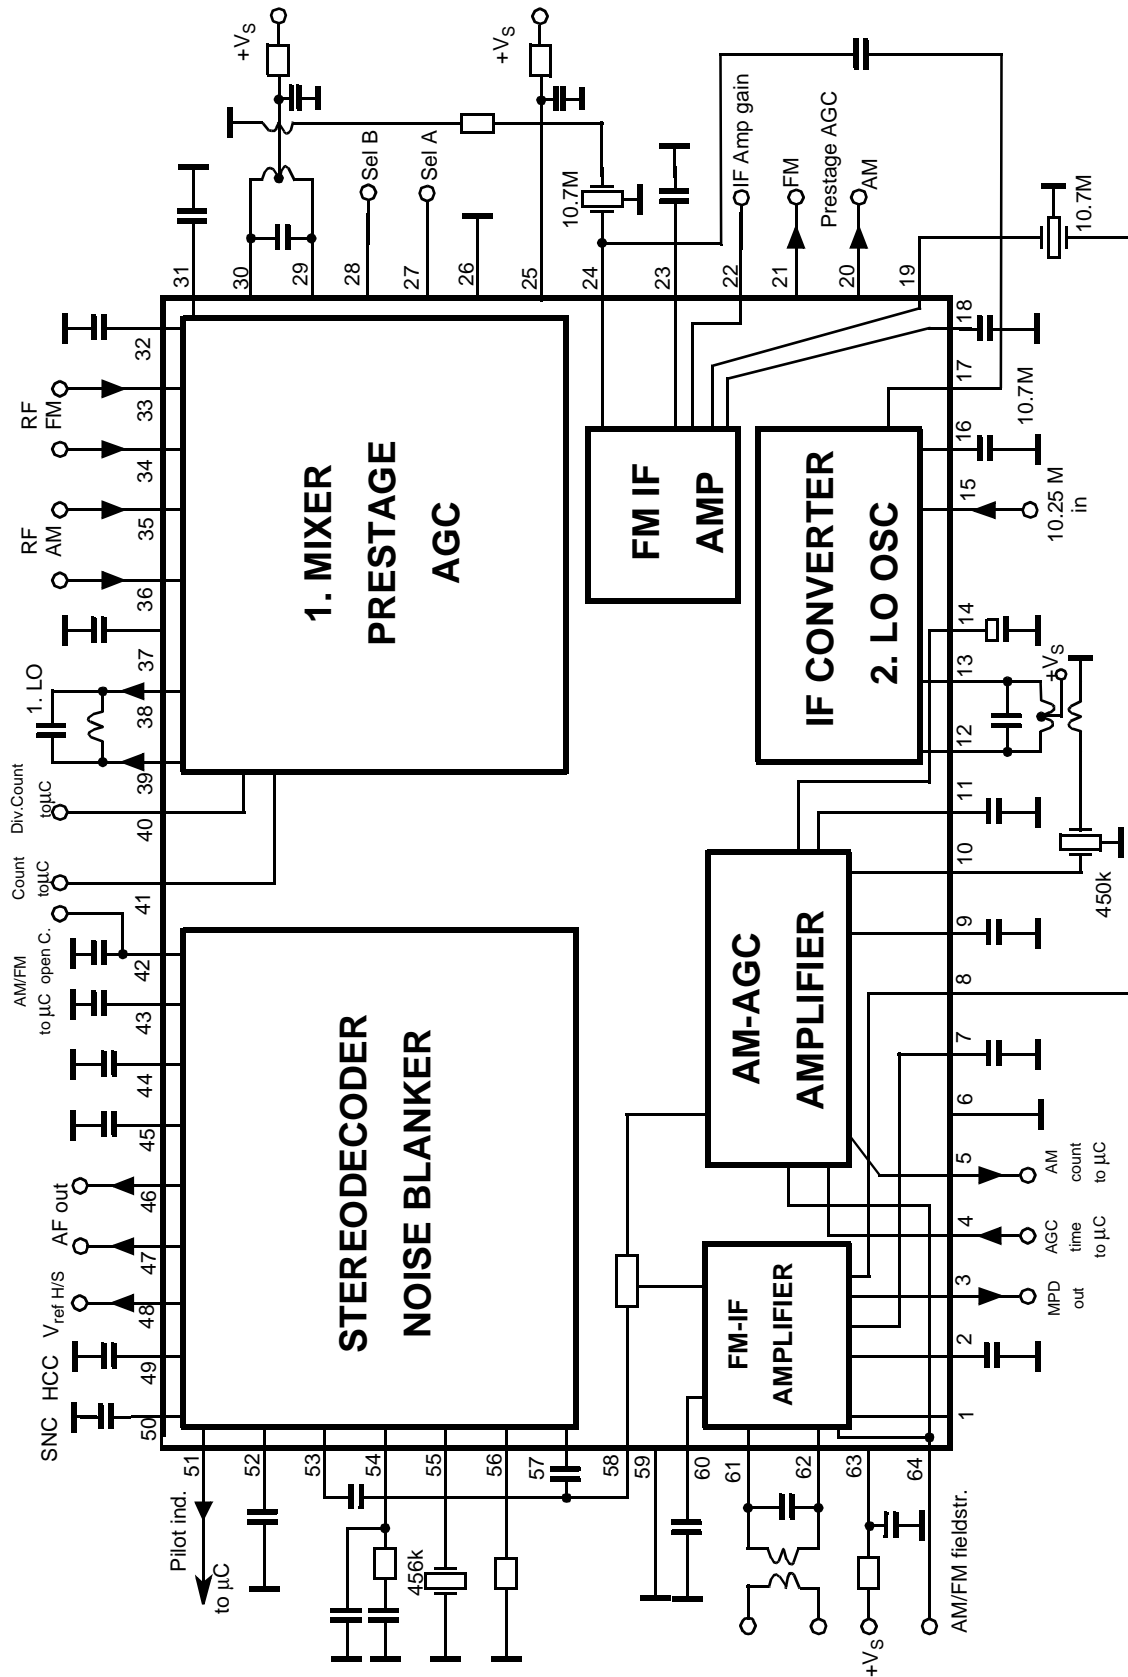 SNC
HCC
Vref H/S
AF out
AM/FM
to µC open C.
Count
to µC
Div.Count
to µC
1. LO
RF
AM
RF
FM
50
49
48
47
46
45
44
43
42
41
40
39
38
37
36
35
34
33
32
51
52
53
54
55
56
57
58
59
60
61
62
63
64
Pilot ind.
to µC
456k
+VS
AM/FM fieldstr.
STEREODECODER
NOISE BLANKER
1. MIXER
PRESTAGE
AGC
FM-IF
AMPLIFIER
AM-AGC
AMPLIFIER
IF CONVERTER
2. LO OSC
FM IF
AMP
31
30
29
28
27
26
25
24
23
22
21
20
19
+VS
Sel B
Sel A
+VS
10.7M
IF Amp gain
FM
Prestage AGC
AM
10.7M
1
2
3
4
5
6
7
8
9
10
11
12
13
14
15
16
17
18
MPD
out
AGC
time
to µC
AM
count
to µC
450k
+VS
10.25 M
in
10.7M